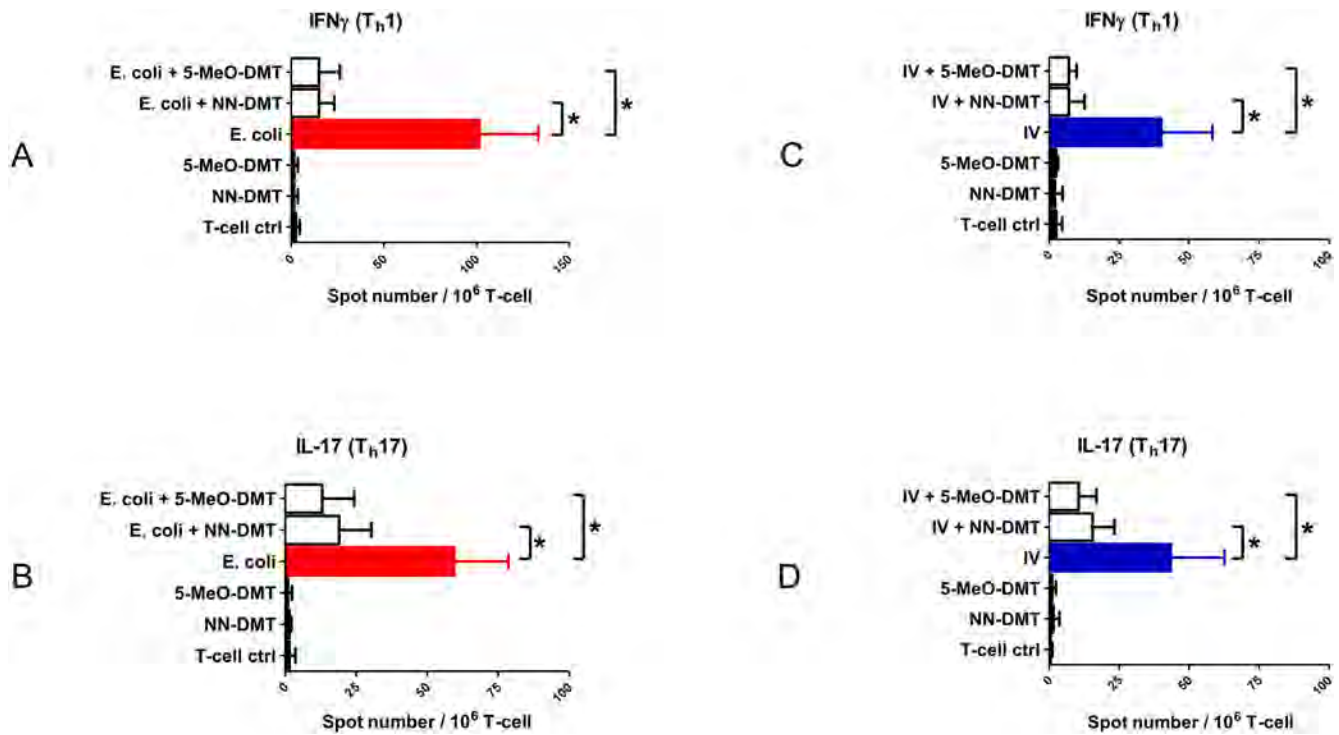 A
IFNγ (Th1)
E. coli + 5-MeO-DMT
E. coli + NN-DMT
E. coli
5-MeO-DMT
NN-DMT
T-cell ctrl
*
*
0 50 100 150
Spot number / 10⁶ T-cell
C
IFNγ (Th1)
IV + 5-MeO-DMT
IV + NN-DMT
IV
5-MeO-DMT
NN-DMT
T-cell ctrl
*
*
0 25 50 75 100
Spot number / 10⁶ T-cell
B
IL-17 (Th17)
E. coli + 5-MeO-DMT
E. coli + NN-DMT
E. coli
5-MeO-DMT
NN-DMT
T-cell ctrl
*
*
0 25 50 75 100
Spot number / 10⁶ T-cell
D
IL-17 (Th17)
IV + 5-MeO-DMT
IV + NN-DMT
IV
5-MeO-DMT
NN-DMT
T-cell ctrl
*
*
0 25 50 75 100
Spot number / 10⁶ T-cell